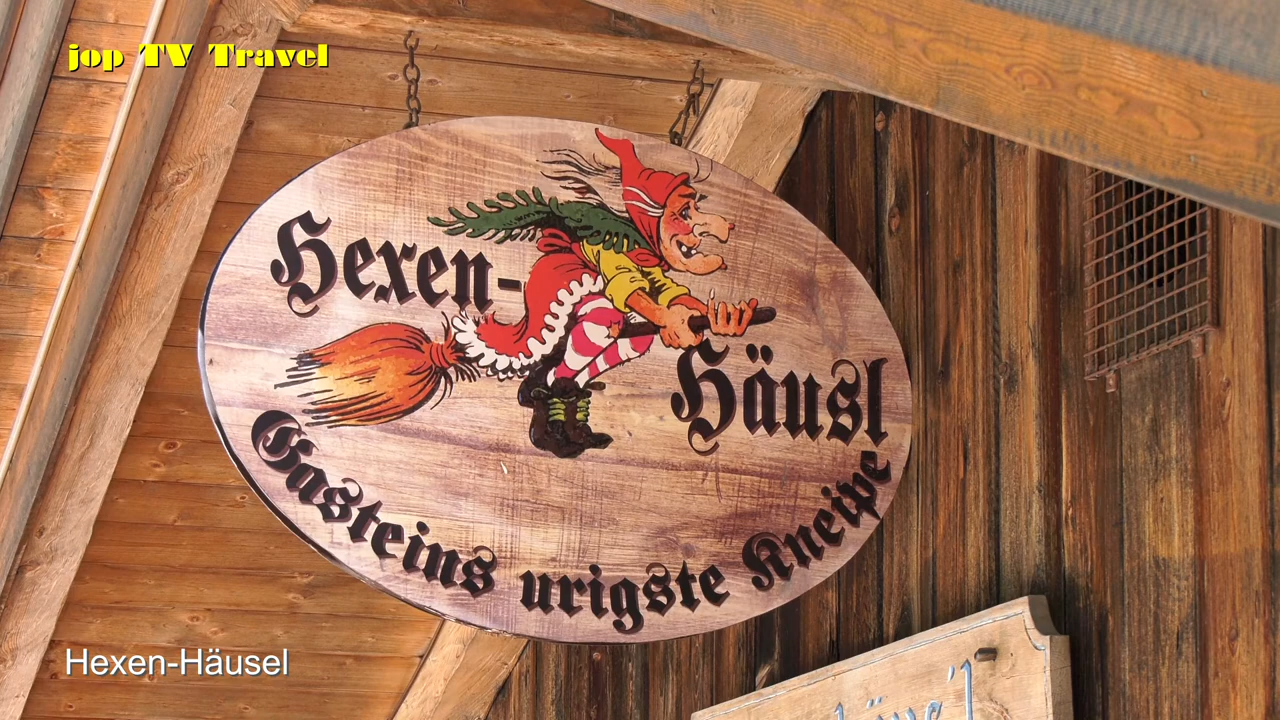 jop TV Travel
Hexen-
Häusl
Gasteins urigste Kneipe
Hexen-Häusel